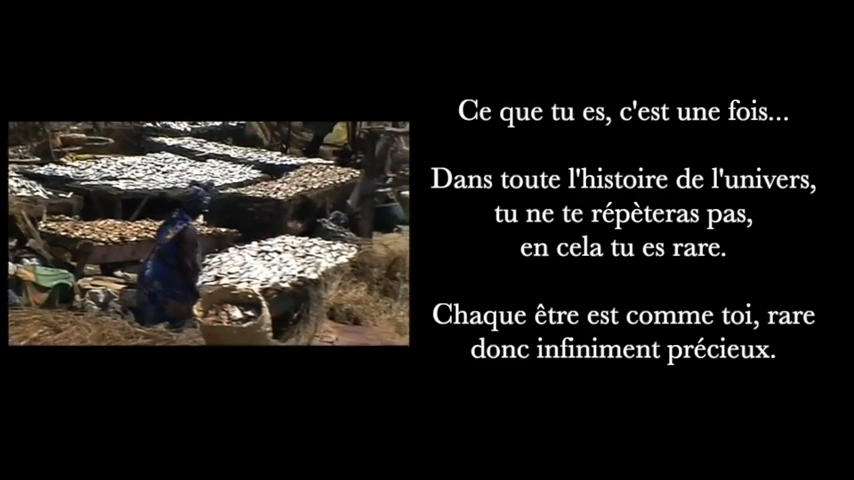 Ce que tu es, c'est une fois...
Dans toute l'histoire de l'univers,
tu ne te répèteras pas,
en cela tu es rare.
Chaque être est comme toi, rare
donc infiniment précieux.